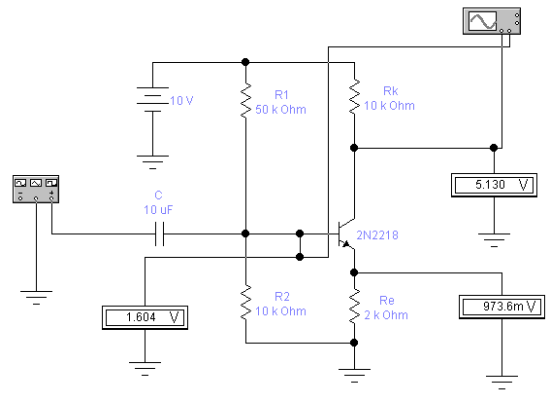 10 V
R1
50 k Ohm
Rk
10 k Ohm
5.130 V
C
10 uF
2N2218
R2
10 k Ohm
Re
2 k Ohm
1.604 V
973.6m V